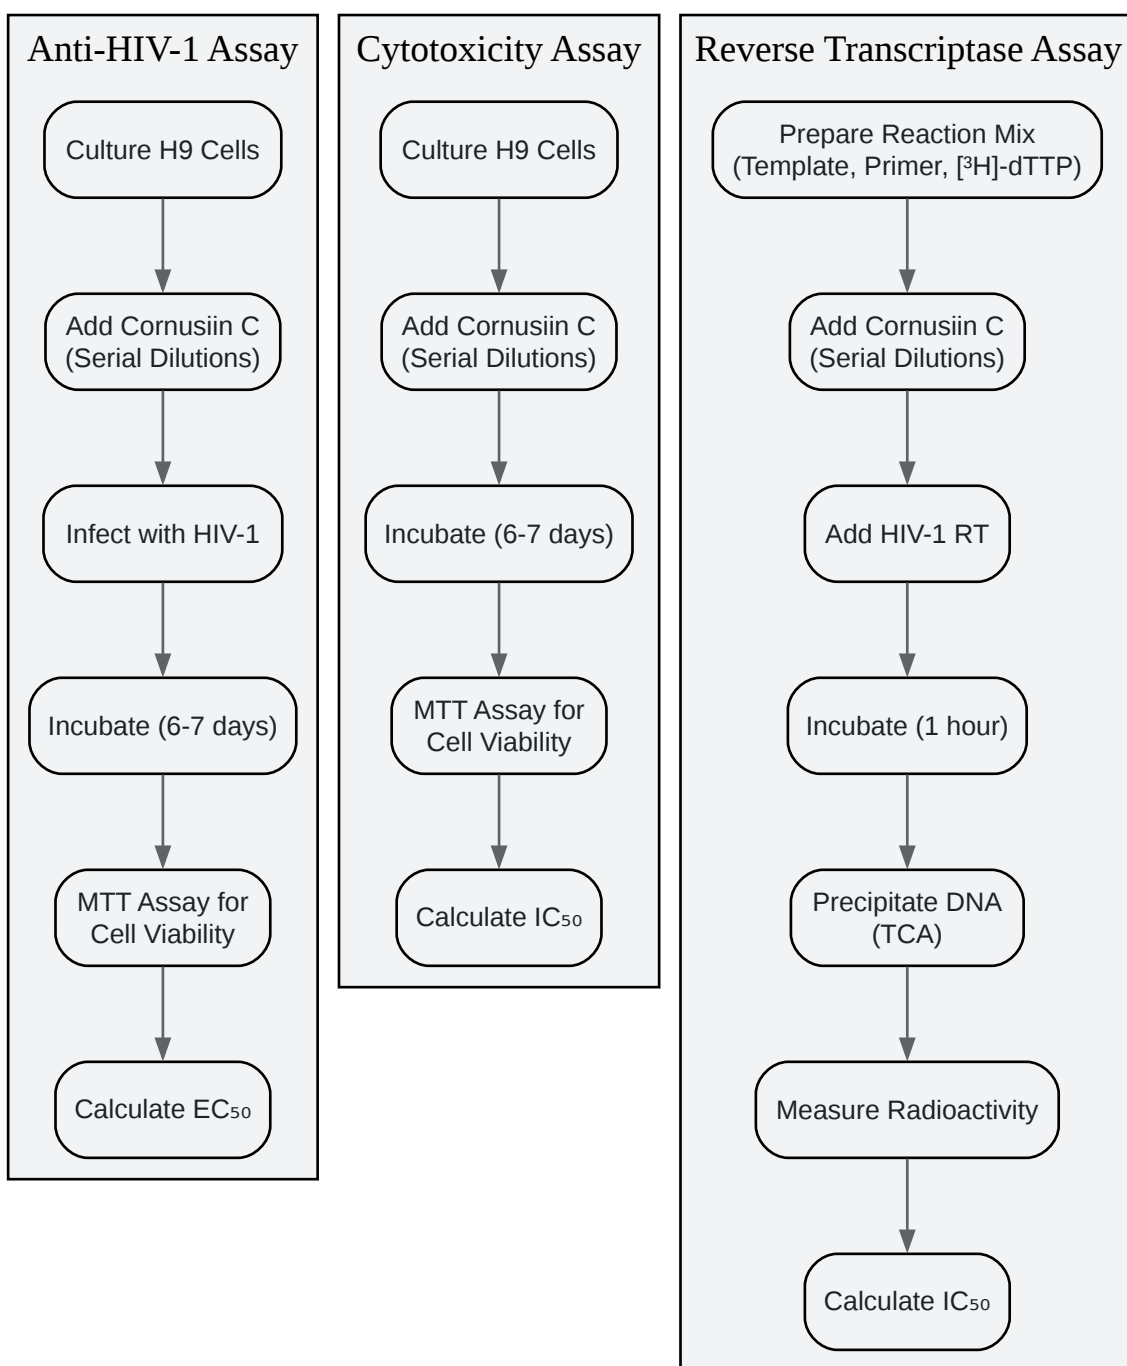 Anti-HIV-1 Assay
Culture H9 Cells
Add Cornusiin C
(Serial Dilutions)
Infect with HIV-1
Incubate (6-7 days)
MTT Assay for
Cell Viability
Calculate EC₅₀
Cytotoxicity Assay
Culture H9 Cells
Add Cornusiin C
(Serial Dilutions)
Incubate (6-7 days)
MTT Assay for
Cell Viability
Calculate IC₅₀
Reverse Transcriptase Assay
Prepare Reaction Mix
(Template, Primer, [³H]-dTTP)
Add Cornusiin C
(Serial Dilutions)
Add HIV-1 RT
Incubate (1 hour)
Precipitate DNA
(TCA)
Measure Radioactivity
Calculate IC₅₀